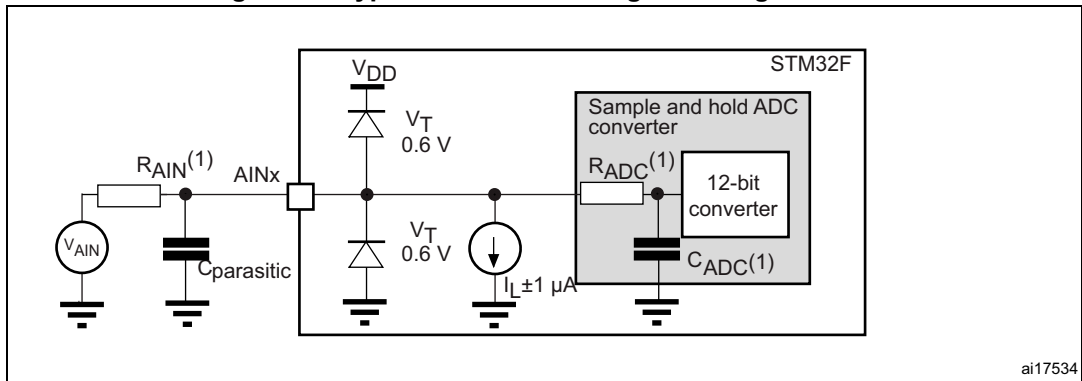 STM32F
VDD
Sample and hold ADC
converter
VT
0.6 V
RAIN(1)
AINx
RADC(1)
12-bit
converter
VAIN
Cparasitic
VT
0.6 V
IL±1 µA
CADC(1)
ai17534